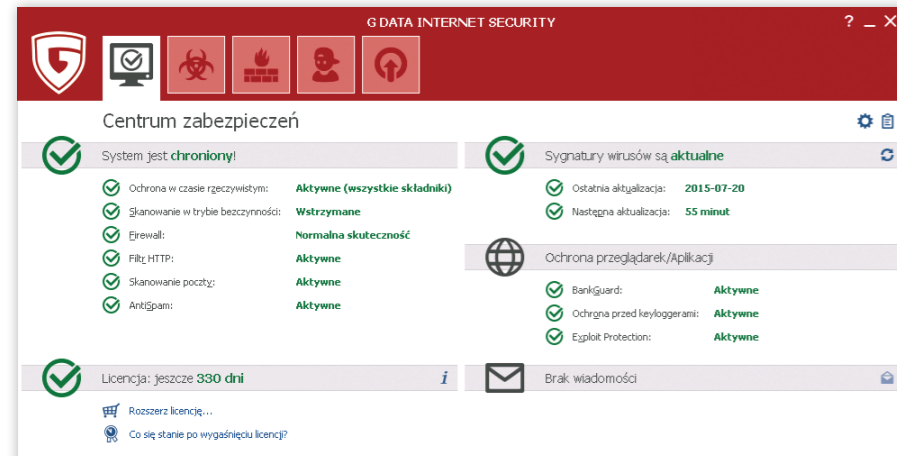 G DATA INTERNET SECURITY
Centrum zabezpieczeń
System jest chroniony!
Ochrona w czasie rzeczywistym: Aktywne (wszystkie składniki)
Skanowanie w trybie bezczynności: Wstrzymane
Firewall: Normalna skuteczność
Filtr HTTP: Aktywne
Skanowanie poczty: Aktywne
AntiSpam: Aktywne
Sygnatury wirusów są aktualne
Ostatnia aktualizacja: 2015-07-20
Następna aktualizacja: 55 minut
Ochrona przeglądarek/Aplikacji
BankGuard: Aktywne
Ochrona przed keyloggerami: Aktywne
Exploit Protection: Aktywne
Licencja: jeszcze 330 dni
Rozszerz licencję...
Co się stanie po wygaśnięciu licencji?
Brak wiadomości